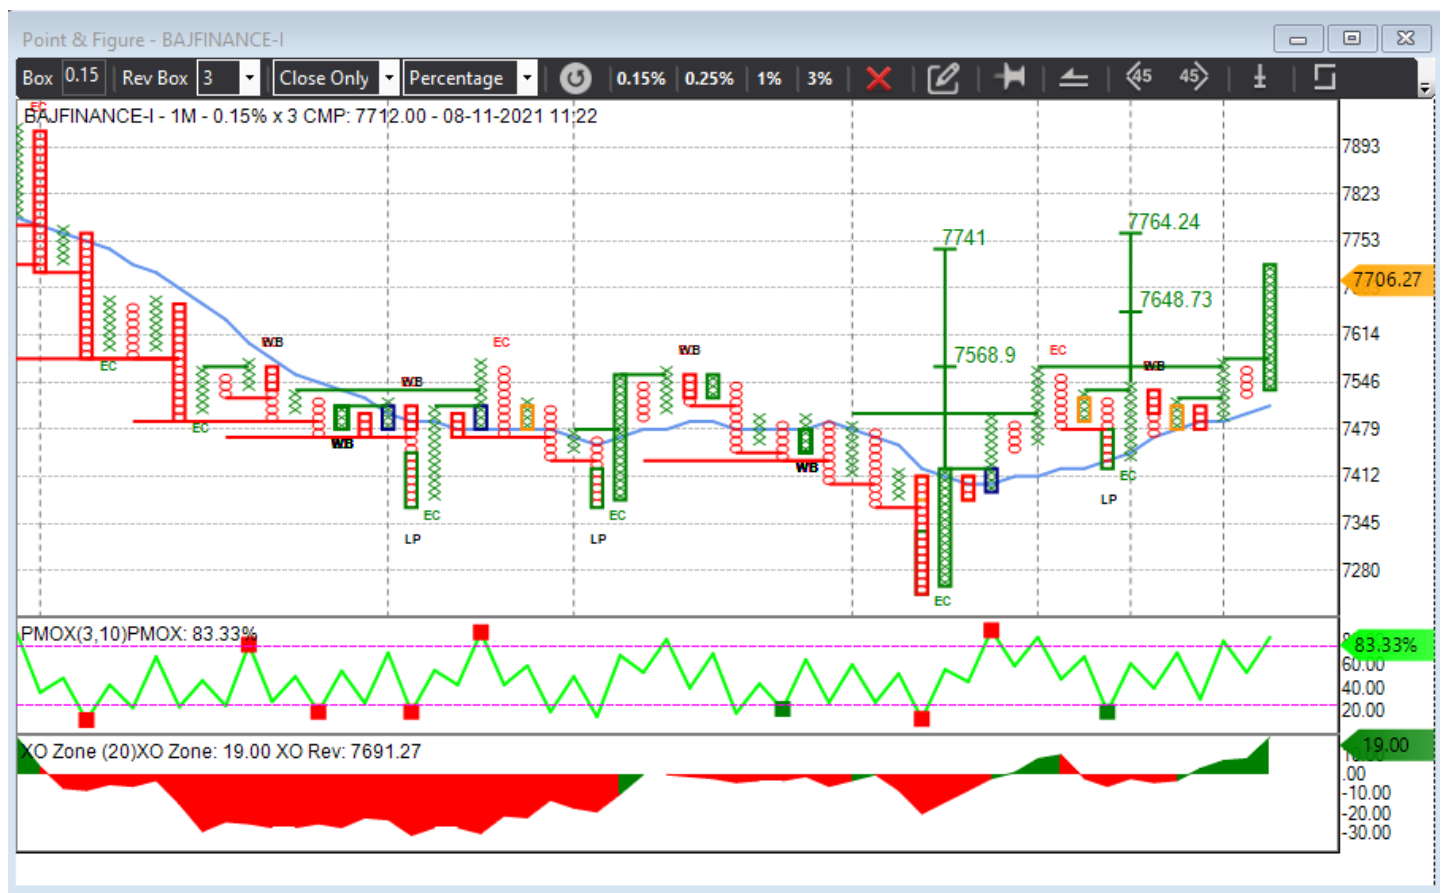 Point & Figure - BAJFINANCE-I
Box 0.15 Rev Box 3 Close Only Percentage 0.15% 0.25% 1% 3% 45 45
EC
BAJFINANCE-I - 1M - 0.15% x 3 CMP: 7712.00 - 08-11-2021 11:22
7893
7823
7764.24
7741
7753
7706.27
7648.73
7614
WB EC WB EC
7568.9
EC WB WB
7546
EC
7479
WB
WB
7412
EC
LP
EC EC
7345
LP LP
7280
EC
PMOX(3,10)PMOX: 83.33%
83.33%
60.00
40.00
20.00
XO Zone (20)XO Zone: 19.00 XO Rev: 7691.27
19.00
.00
-10.00
-20.00
-30.00